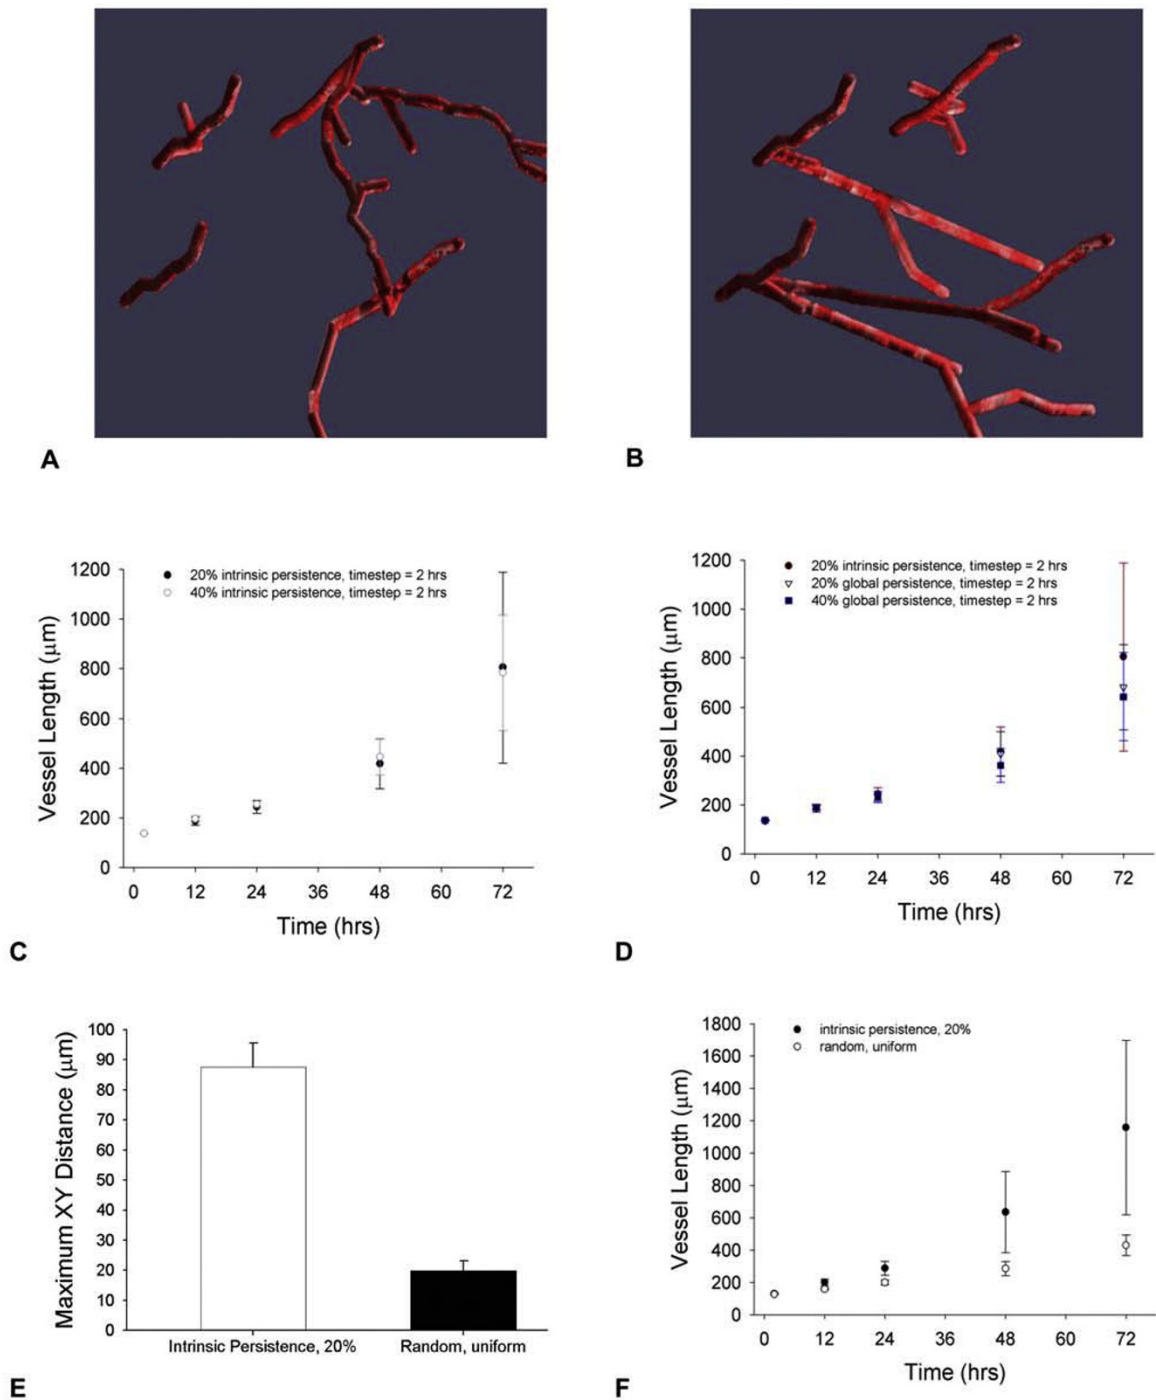 A
B
1200
1000
800
600
400
200
0
20% intrinsic persistence, timestep = 2 hrs
40% intrinsic persistence, timestep = 2 hrs
Vessel Length (μm)
0 12 24 36 48 60 72
Time (hrs)
C
1200
1000
800
600
400
200
0
20% intrinsic persistence, timestep = 2 hrs
20% global persistence, timestep = 2 hrs
40% global persistence, timestep = 2 hrs
Vessel Length (μm)
0 12 24 36 48 60 72
Time (hrs)
D
100
90
80
70
60
50
40
30
20
10
0
Maximum XY Distance (μm)
Intrinsic Persistence, 20% Random, uniform
E
1800
1600
1400
1200
1000
800
600
400
200
0
intrinsic persistence, 20%
random, uniform
Vessel Length (μm)
0 12 24 36 48 60 72
Time (hrs)
F